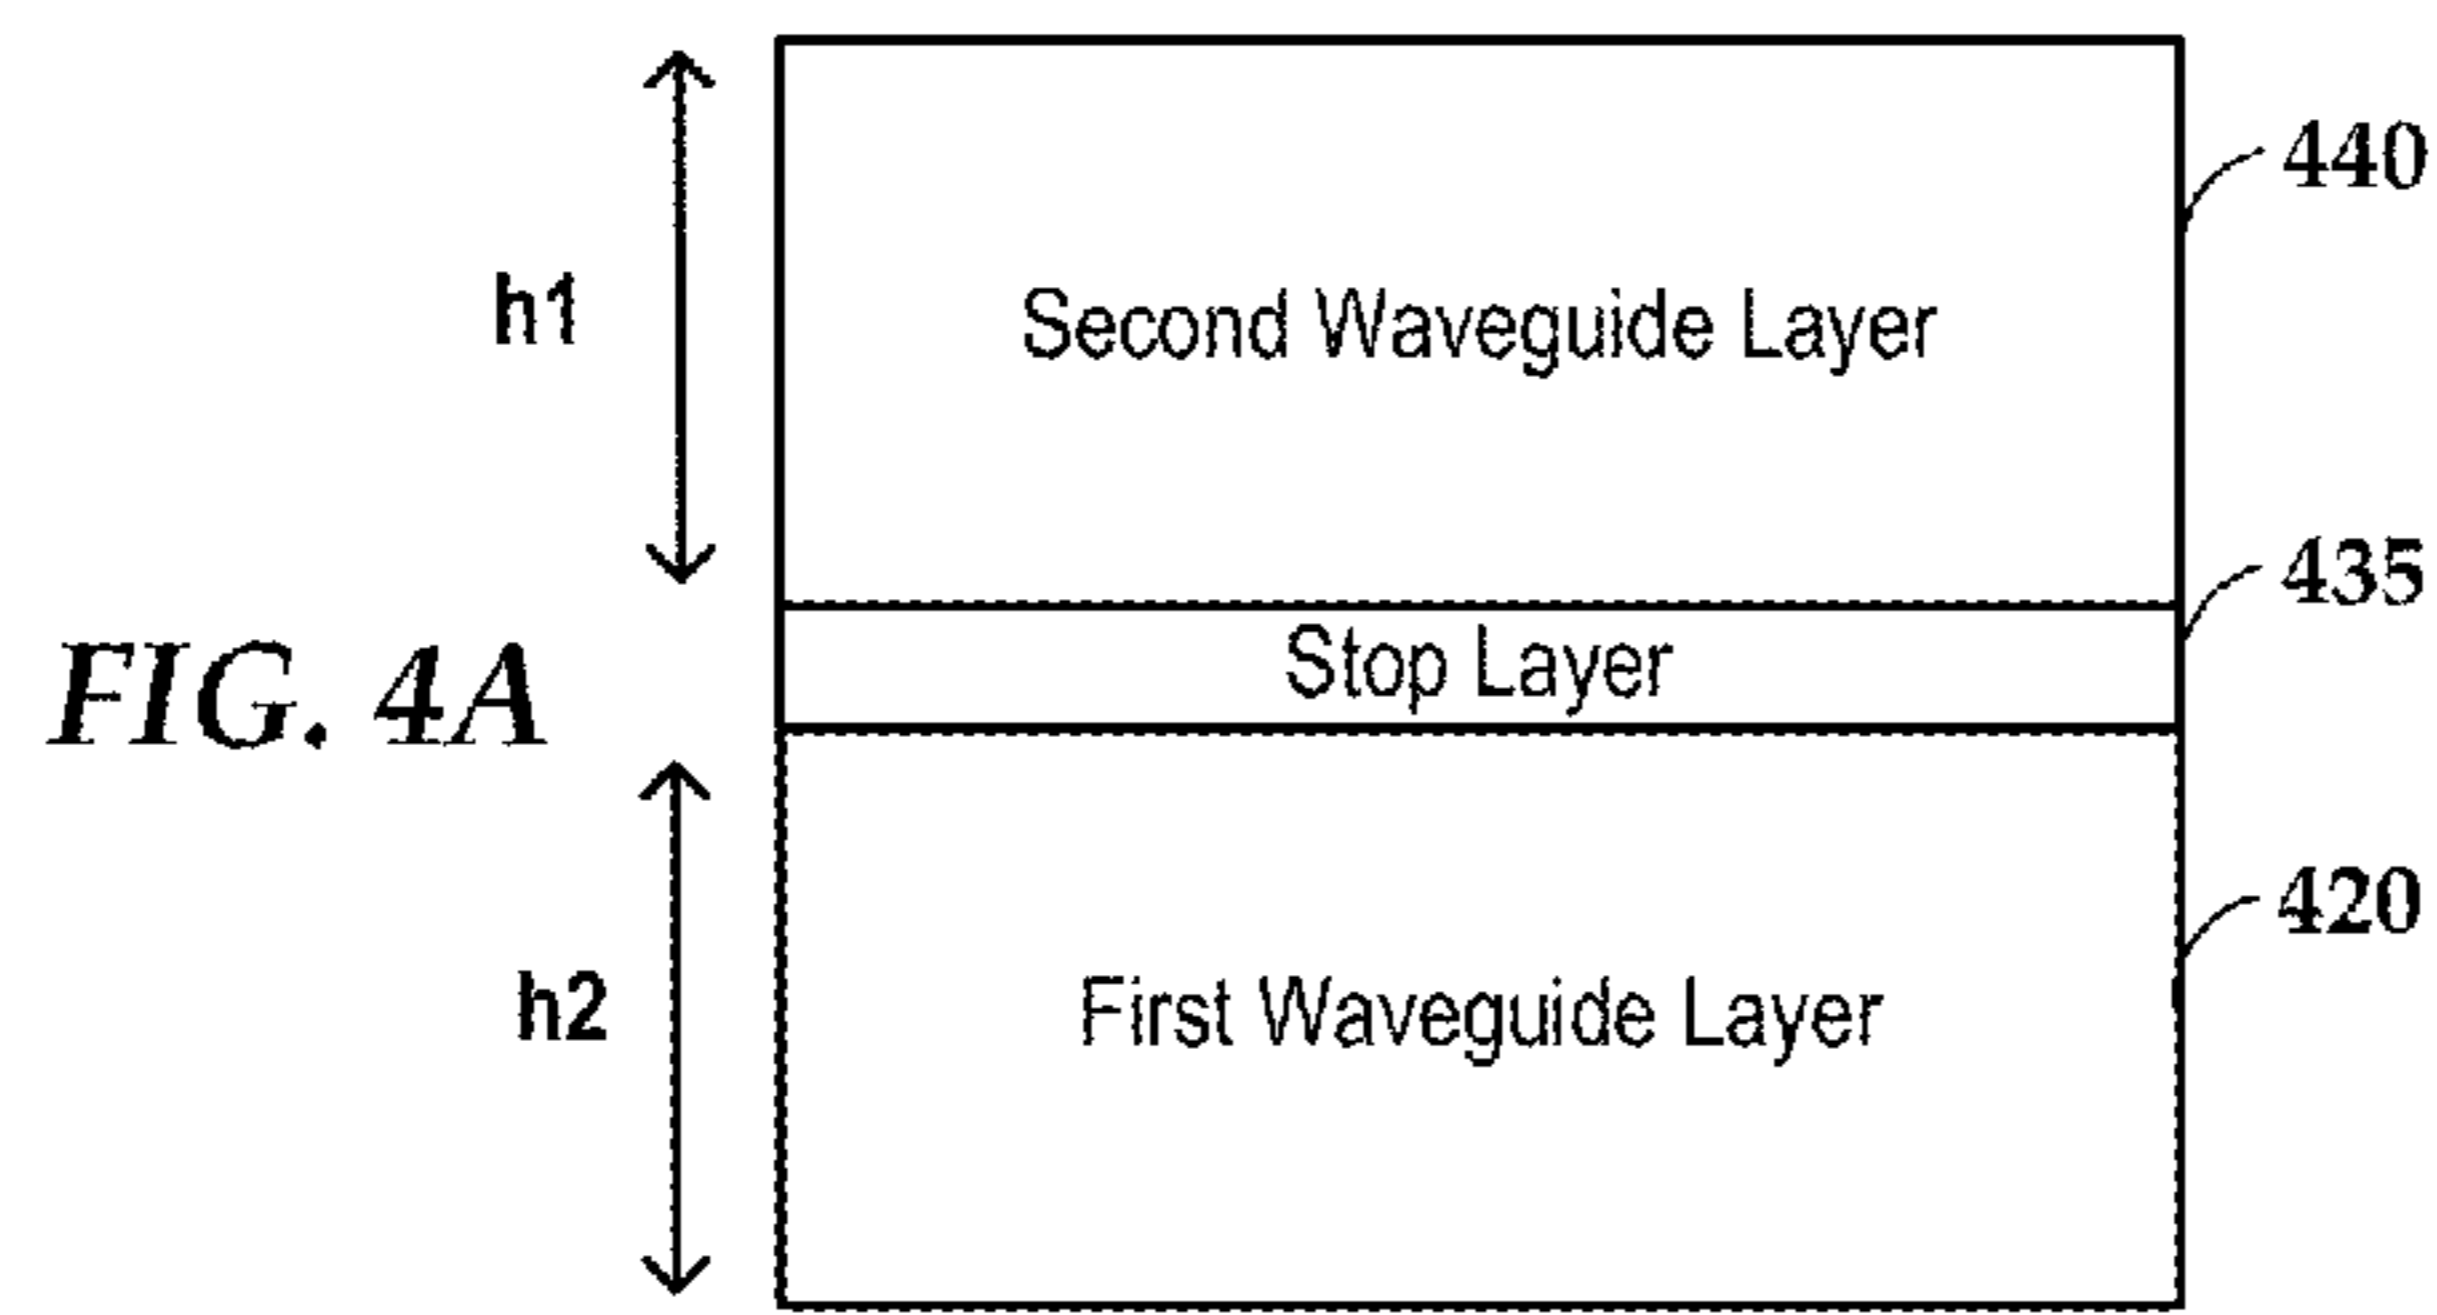 440
h1
Second Waveguide Layer
435
Stop Layer
FIG. 4A
420
h2
First Waveguide Layer